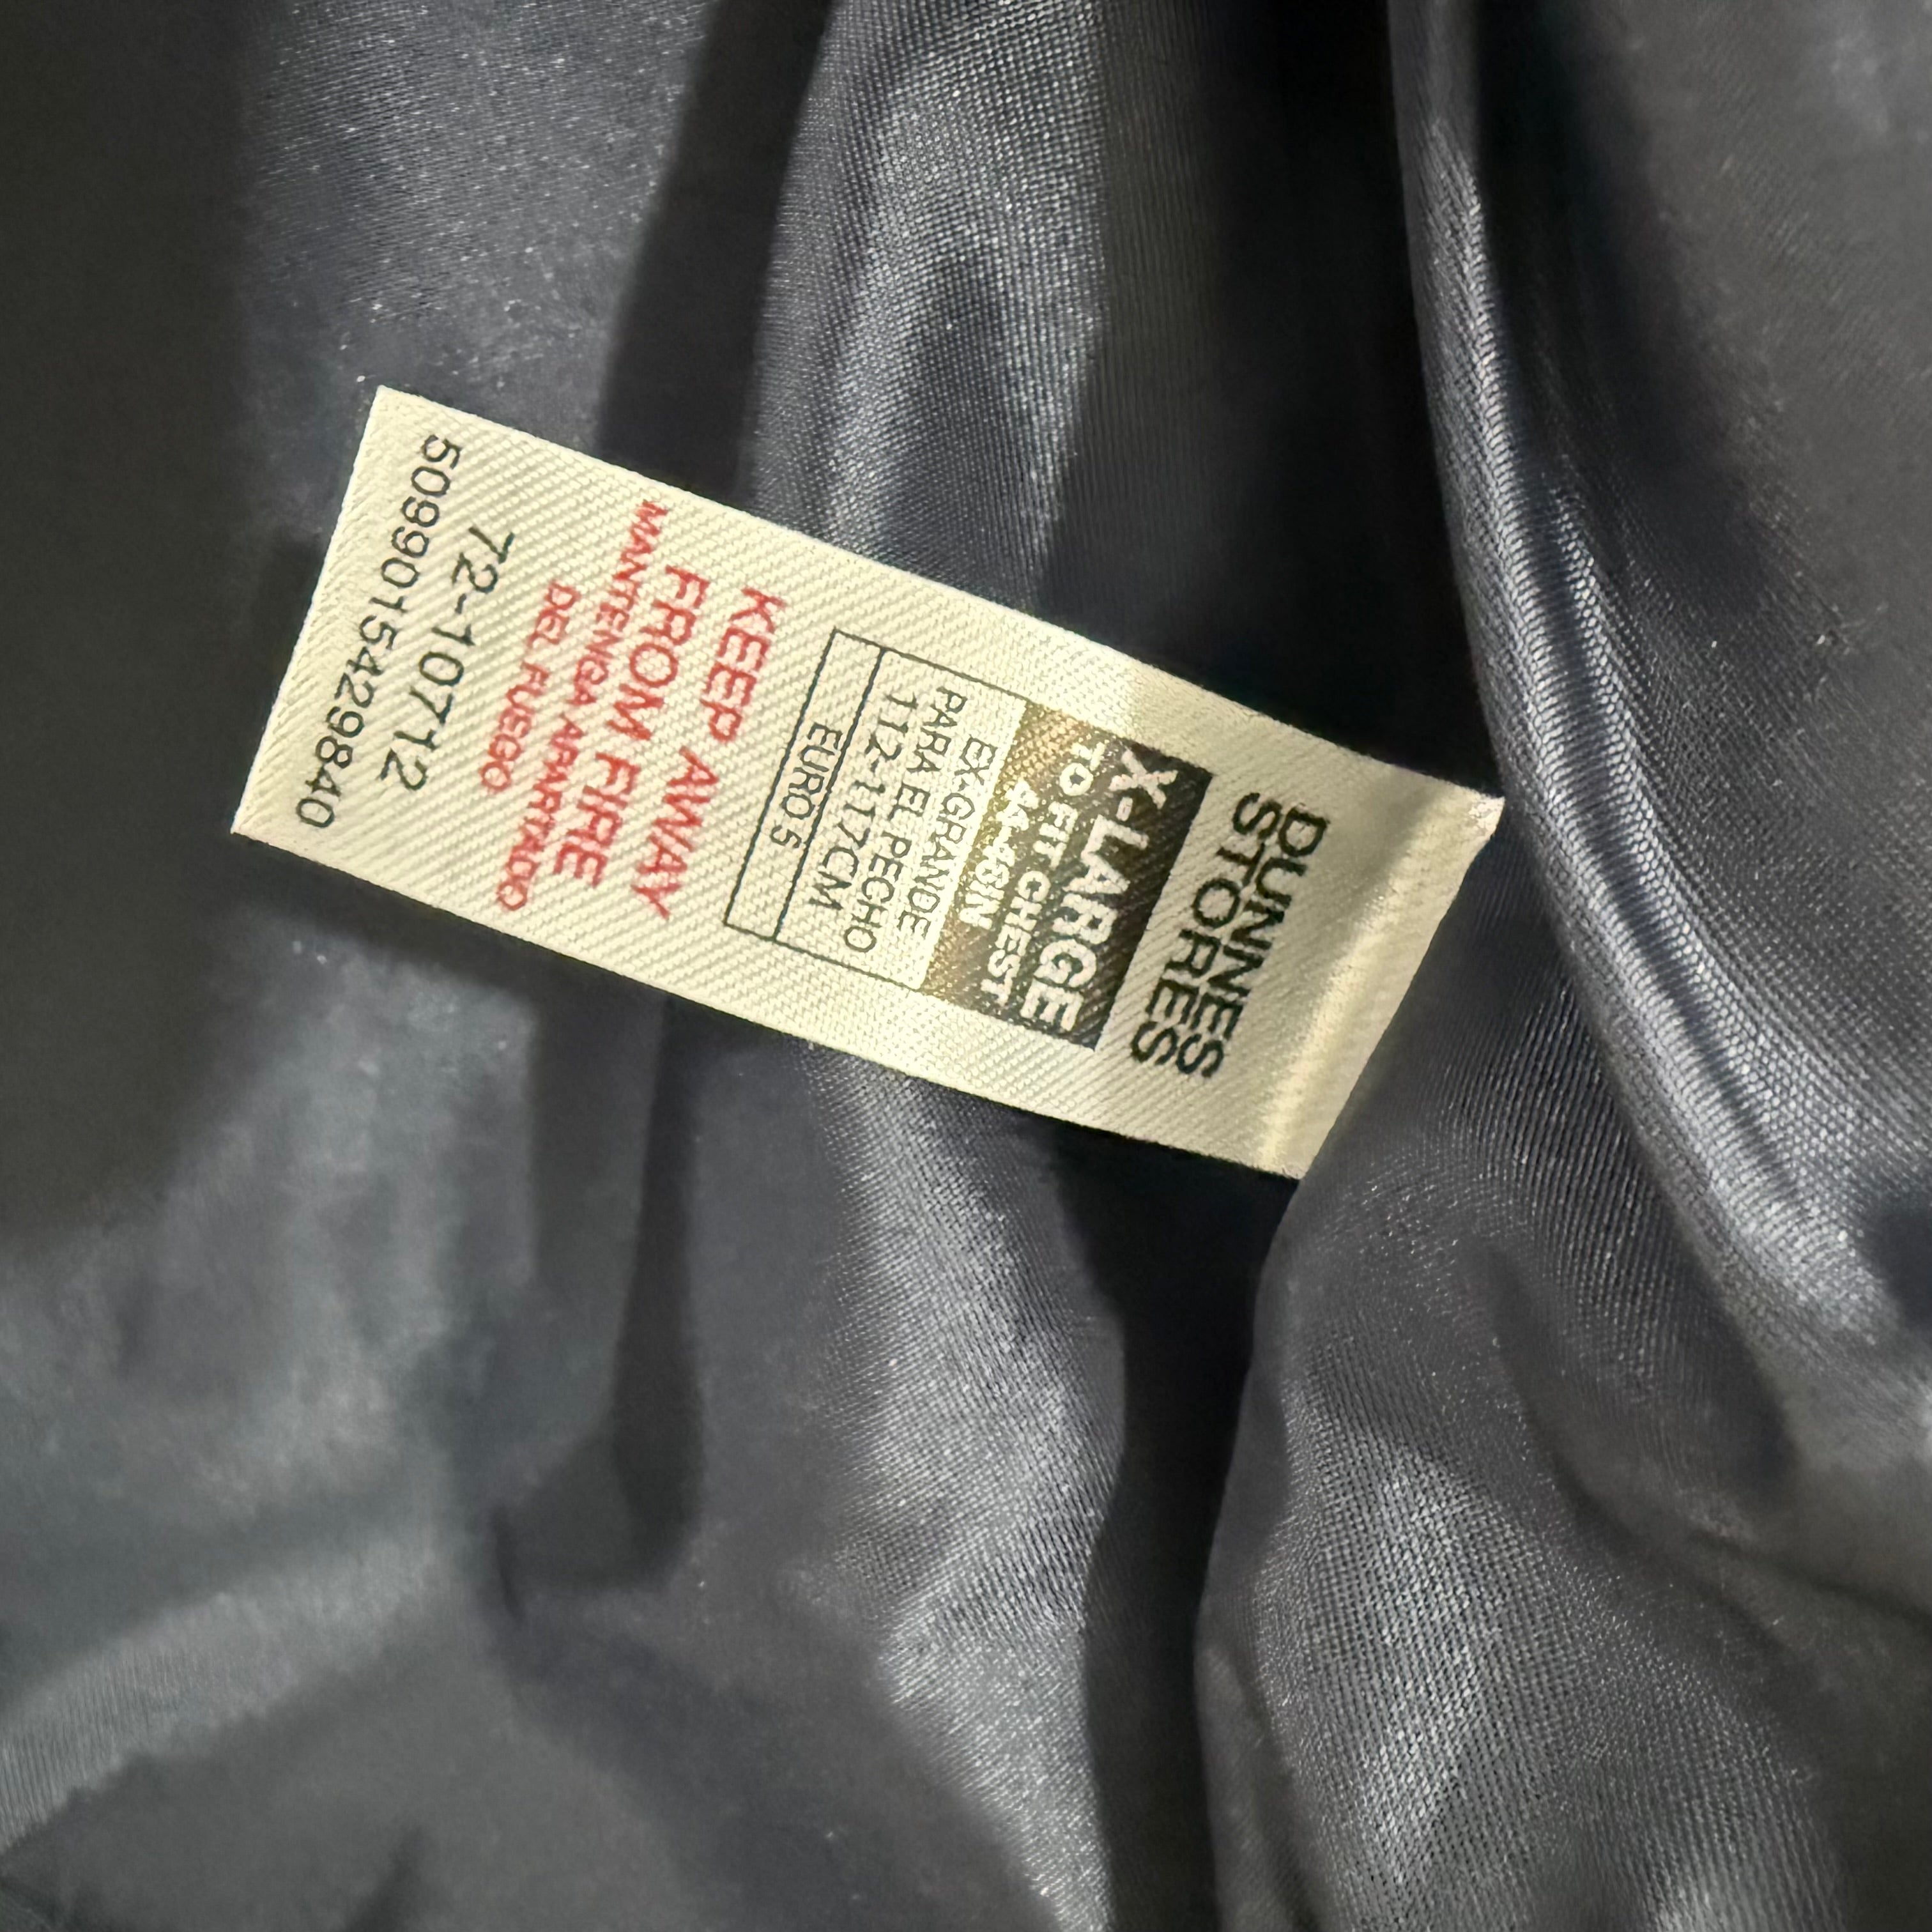 DUNNES
STORES
X-LARGE
TO FIT CHEST
44-46IN
EX-GRANDE
PARA EL PECHO
112-117CM
EURO 5
KEEP AWAY
FROM FIRE
MANTENGA APARTADO
DEL FUEGO
72-10712
5099015429840